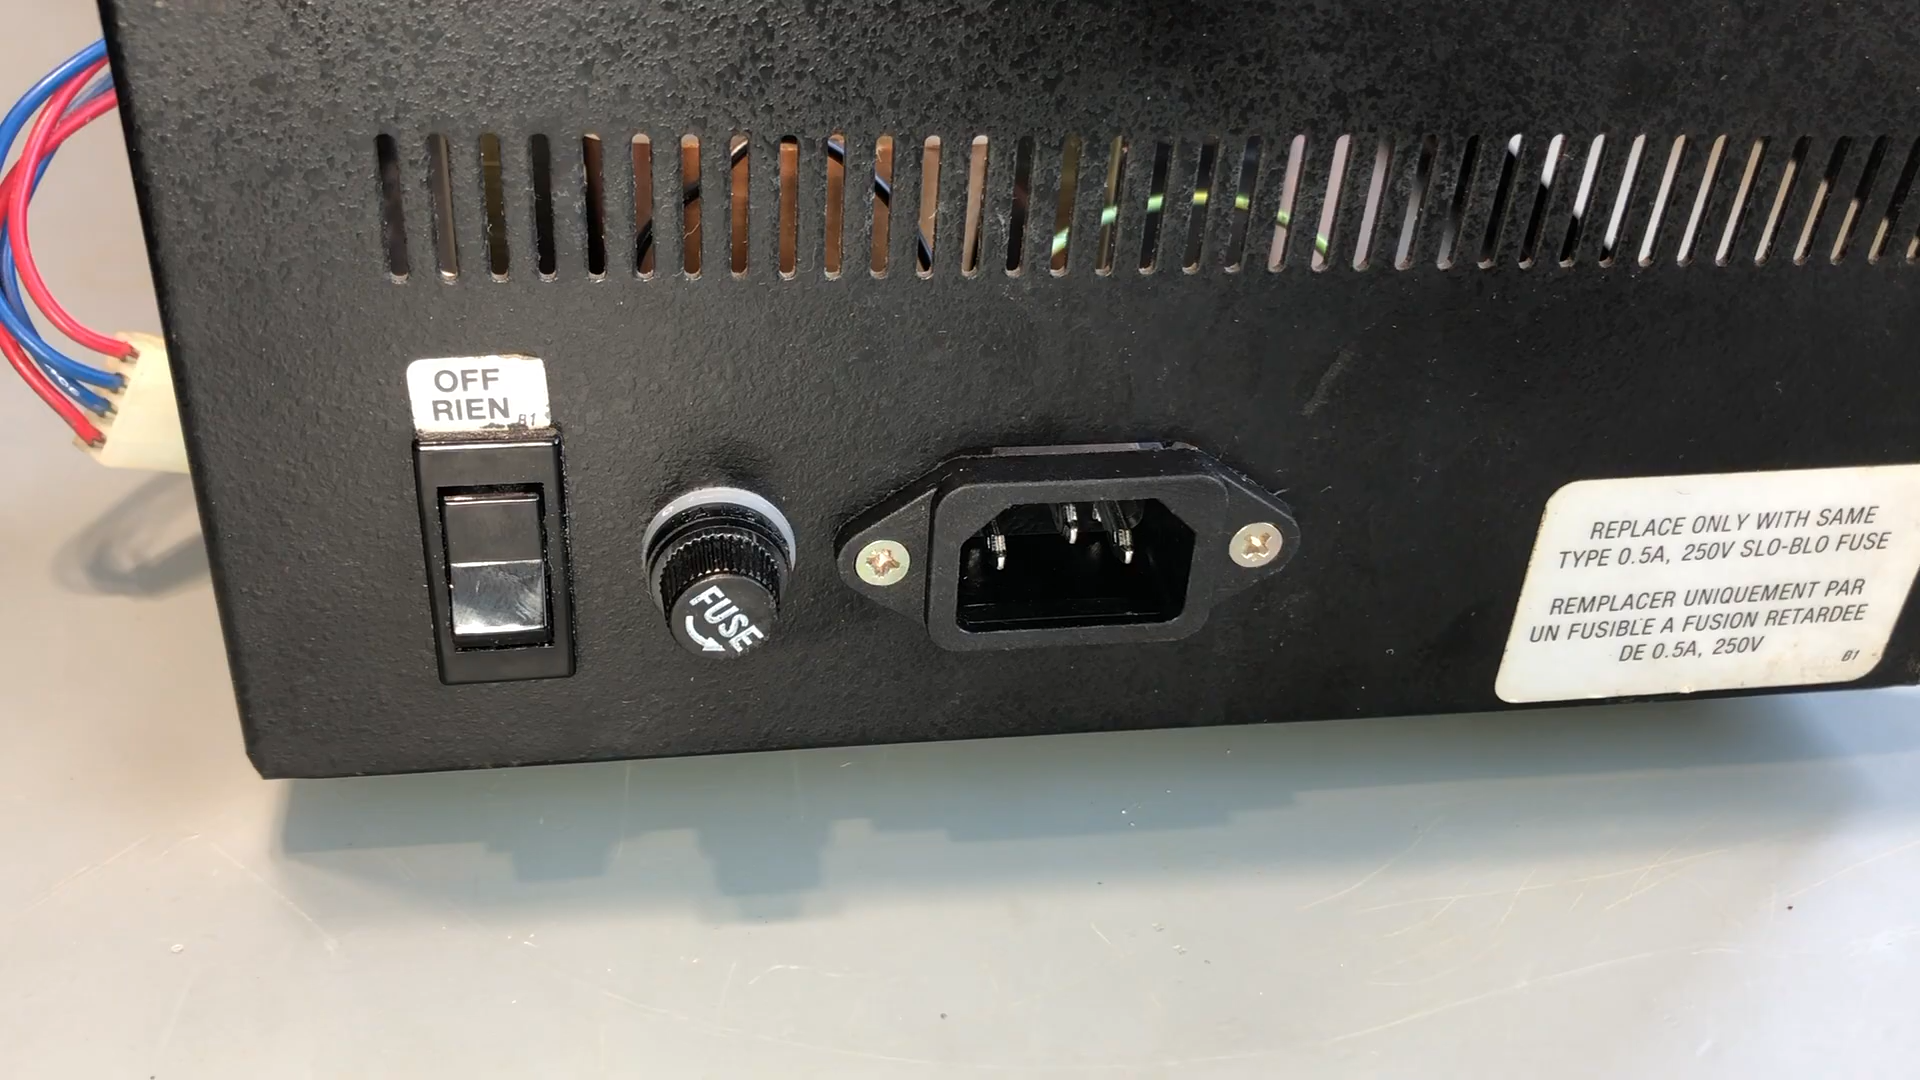 OFF
RIEN
B1
FUSE
REPLACE ONLY WITH SAME
TYPE 0.5A, 250V SLO-BLO FUSE
REMPLACER UNIQUEMENT PAR
UN FUSIBLE A FUSION RETARDEE
DE 0.5A, 250V
B1